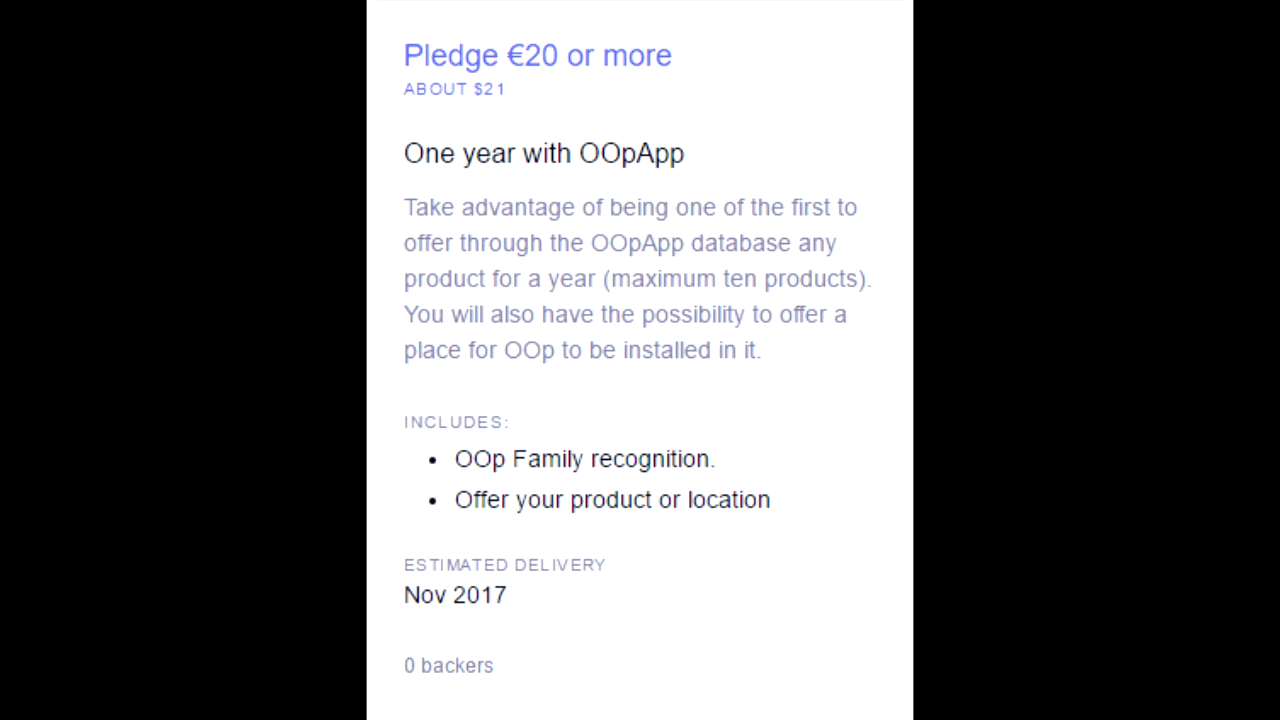 Pledge €20 or more
ABOUT $21
One year with OOpApp
Take advantage of being one of the first to
offer through the OOpApp database any
product for a year (maximum ten products).
You will also have the possibility to offer a
place for OOp to be installed in it.
INCLUDES:
• OOp Family recognition.
• Offer your product or location
ESTIMATED DELIVERY
Nov 2017
0 backers